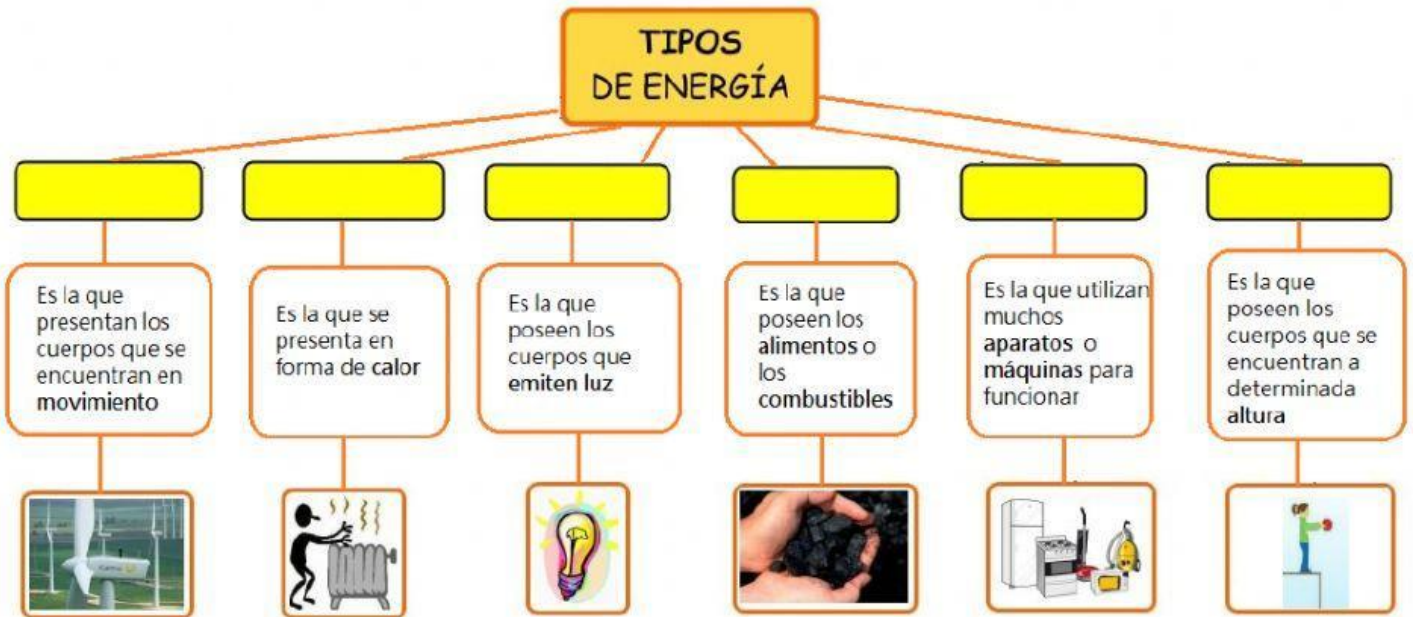 TIPOS
DE ENERGÍA
Es la que
presentan los
cuerpos que se
encuentran en
movimiento
Es la que se
presenta en
forma de calor
Es la que
poseen los
cuerpos que
emiten luz
Es la que
poseen los
alimentos o
los
combustibles
Es la que utilizan
muchos
aparatos o
máquinas para
funcionar
Es la que
poseen los
cuerpos que se
encuentran a
determinada
altura